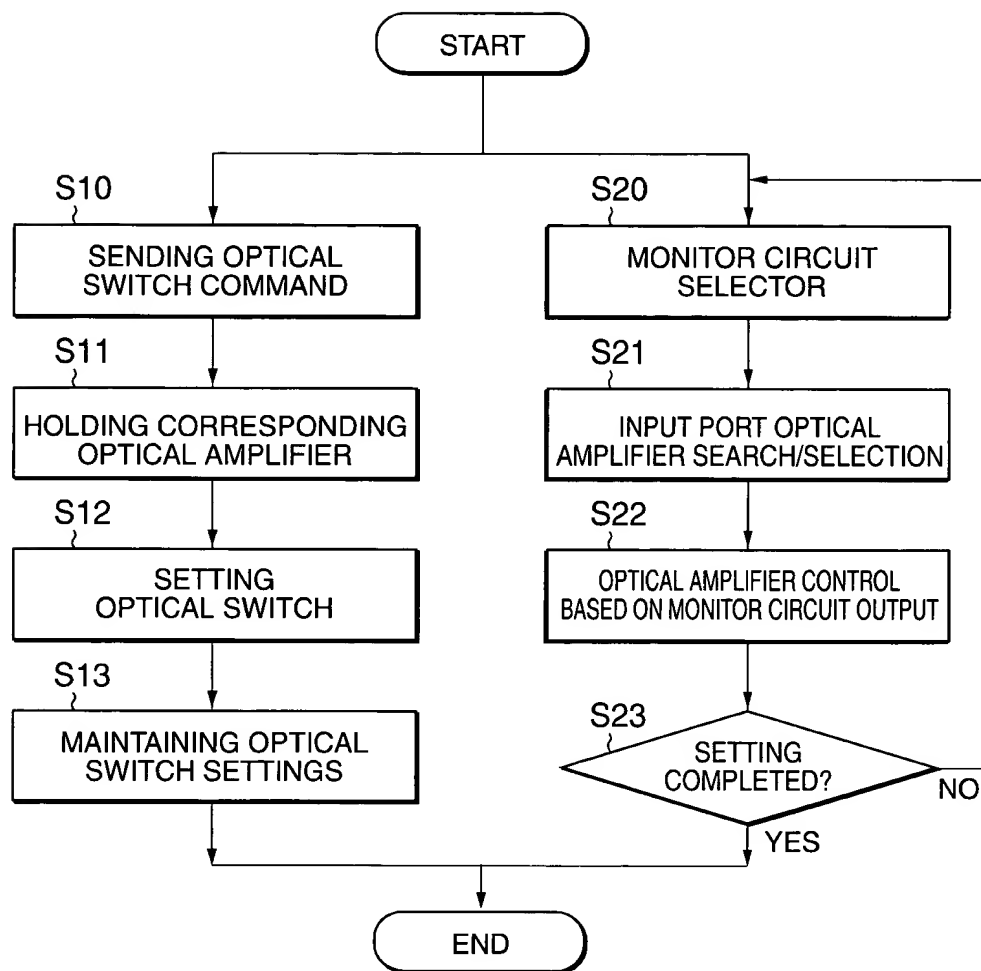 START
S10
SENDING OPTICAL
SWITCH COMMAND
S11
HOLDING CORRESPONDING
OPTICAL AMPLIFIER
S12
SETTING
OPTICAL SWITCH
S13
MAINTAINING OPTICAL
SWITCH SETTINGS
S20
MONITOR CIRCUIT
SELECTOR
S21
INPUT PORT OPTICAL
AMPLIFIER SEARCH/SELECTION
S22
OPTICAL AMPLIFIER CONTROL
BASED ON MONITOR CIRCUIT OUTPUT
S23
SETTING
COMPLETED?
NO
YES
END